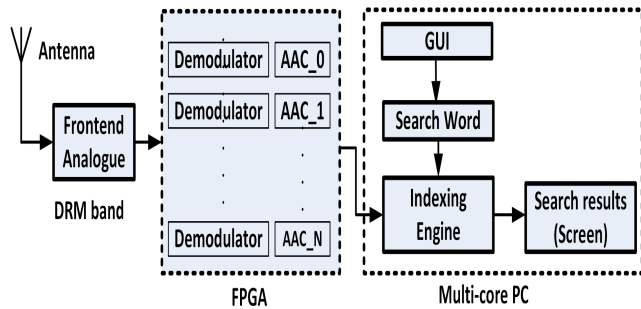 Antenna
Frontend
Analogue
DRM band
Demodulator AAC_0
Demodulator AAC_1
Demodulator AAC_N
FPGA
GUI
Search Word
Indexing
Engine
Search results
(Screen)
Multi-core PC